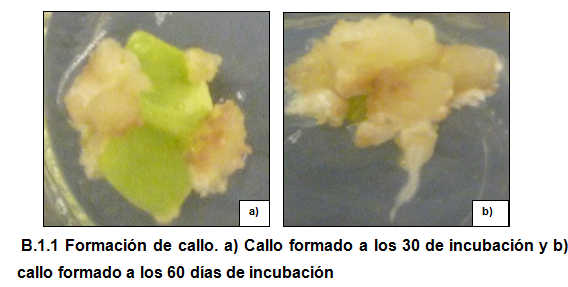 a)
b)
B.1.1 Formación de callo. a) Callo formado a los 30 de incubación y b)
callo formado a los 60 días de incubación